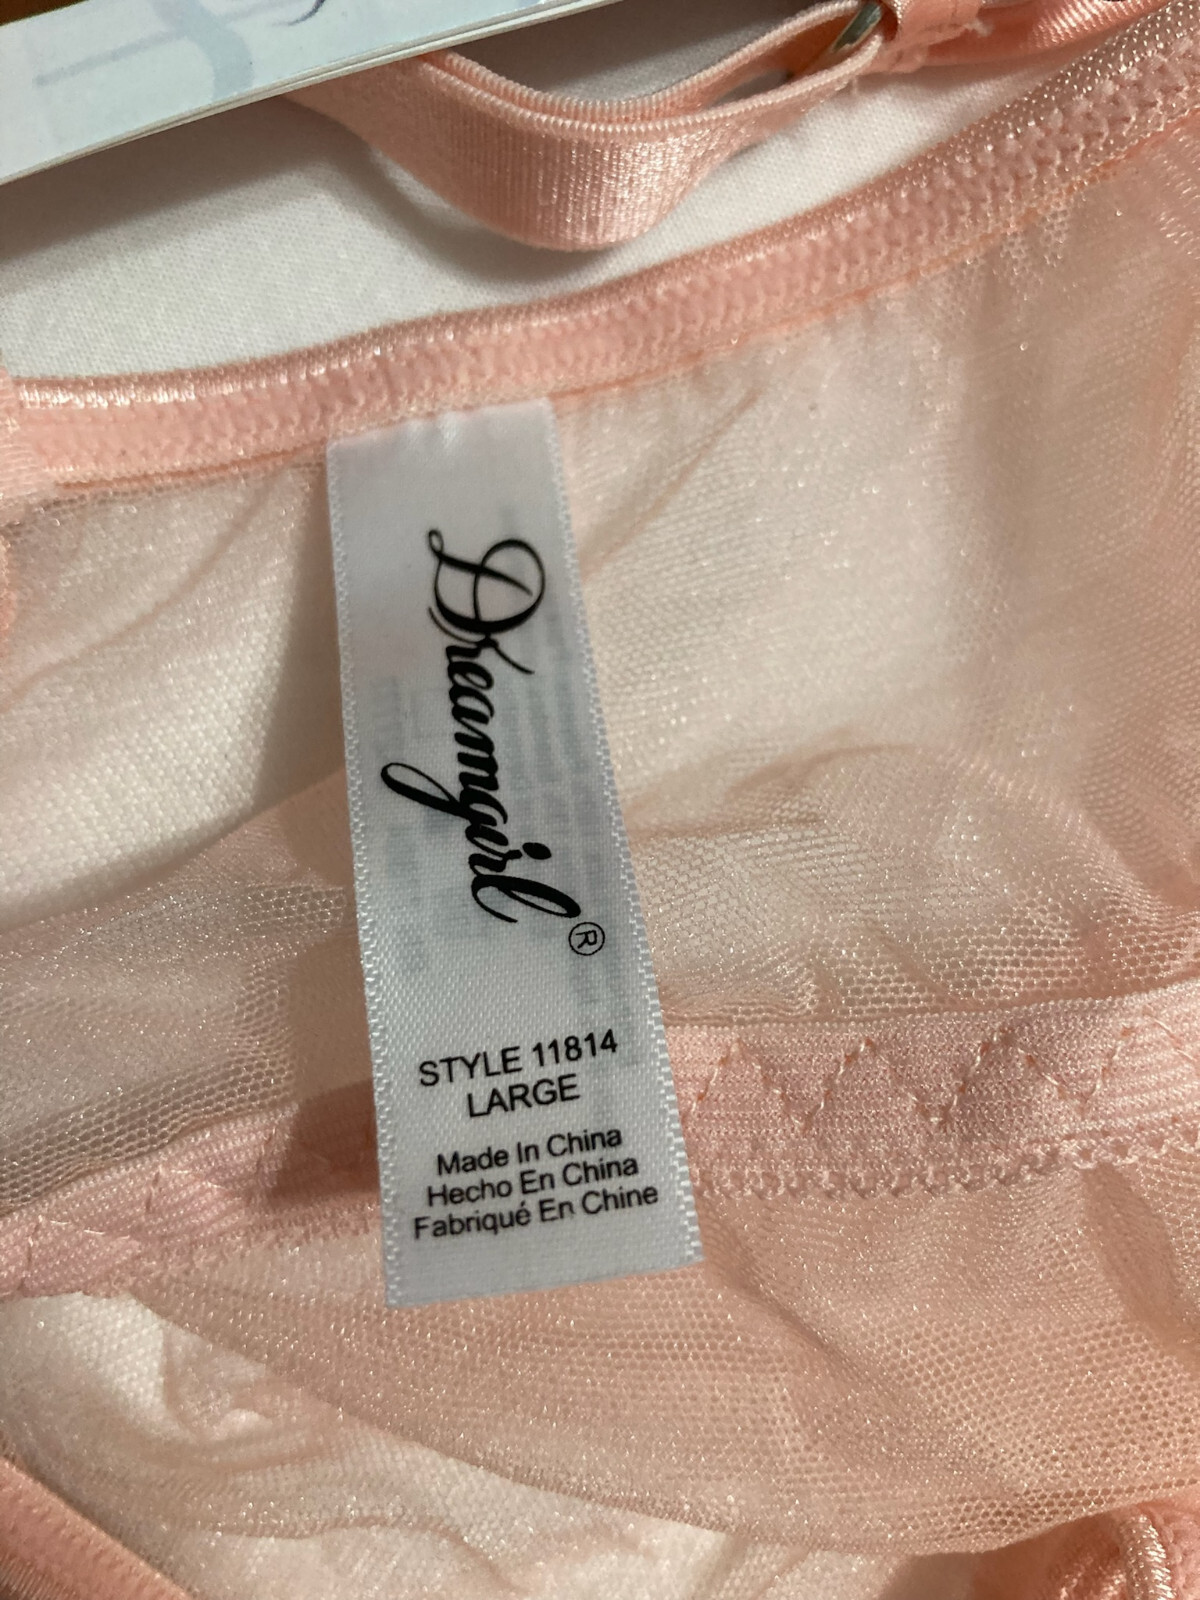 Dreamgirl®
STYLE 11814
LARGE
Made In China
Hecho En China
Fabriqué En Chine